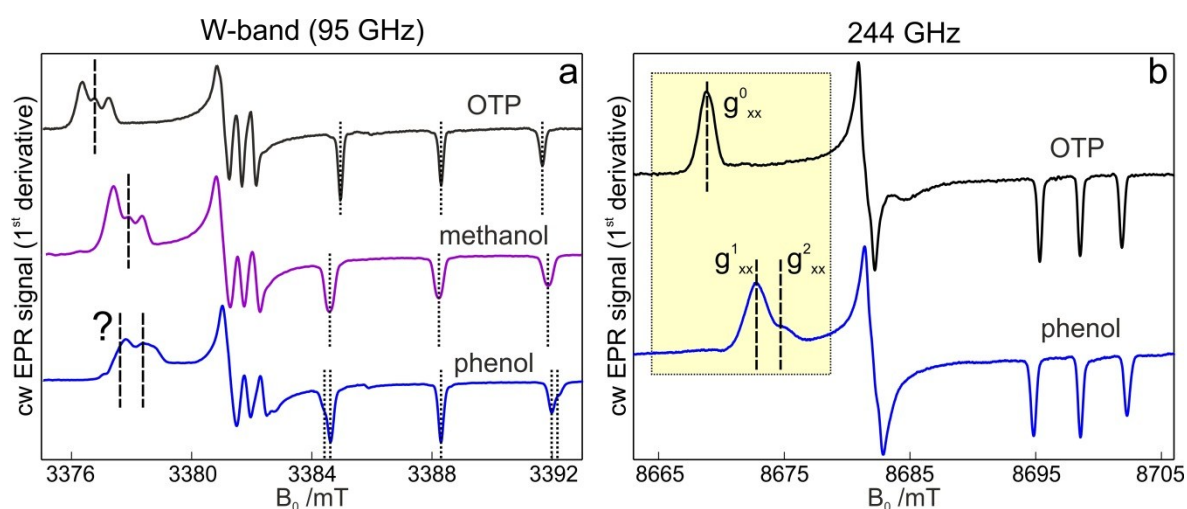 W-band (95 GHz)
a
cw EPR signal (1st derivative)
OTP
methanol
?
phenol
3376 3380 3384 3388 3392
B0 /mT
244 GHz
b
cw EPR signal (1st derivative)
g0xx
OTP
g1xx g2xx
phenol
8665 8675 8685 8695 8706
B0 /mT